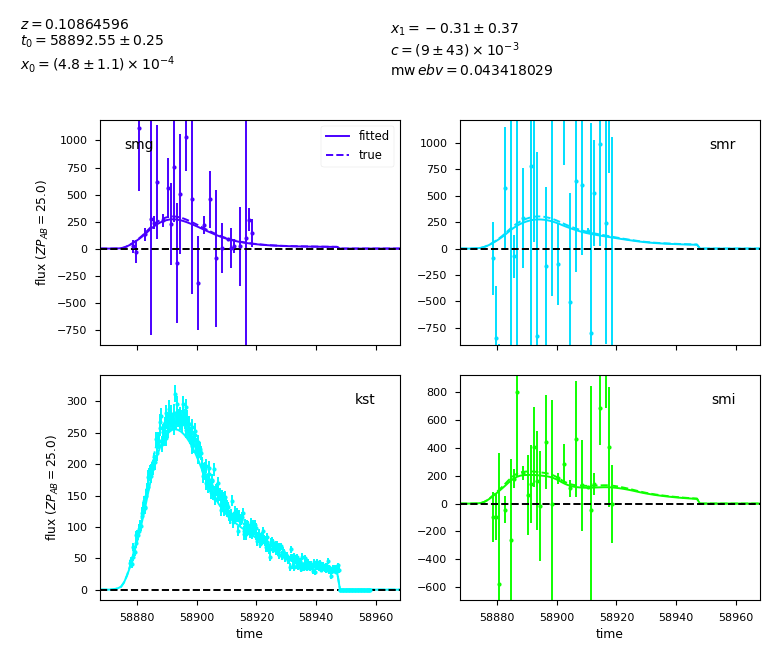 z = 0.10864596
t₀ = 58892.55 ± 0.25
x₀ = (4.8 ± 1.1) × 10⁻⁴
x₁ = −0.31 ± 0.37
c = (9 ± 43) × 10⁻³
mw ebv = 0.043418029
smg
fitted
true
1000
750
500
250
0
−250
−500
−750
flux (ZP_AB = 25.0)
smr
1000
750
500
250
0
−250
−500
−750
kst
300
250
200
150
100
50
0
flux (ZP_AB = 25.0)
58880 58900 58920 58940 58960
time
smi
800
600
400
200
0
−200
−400
−600
58880 58900 58920 58940 58960
time